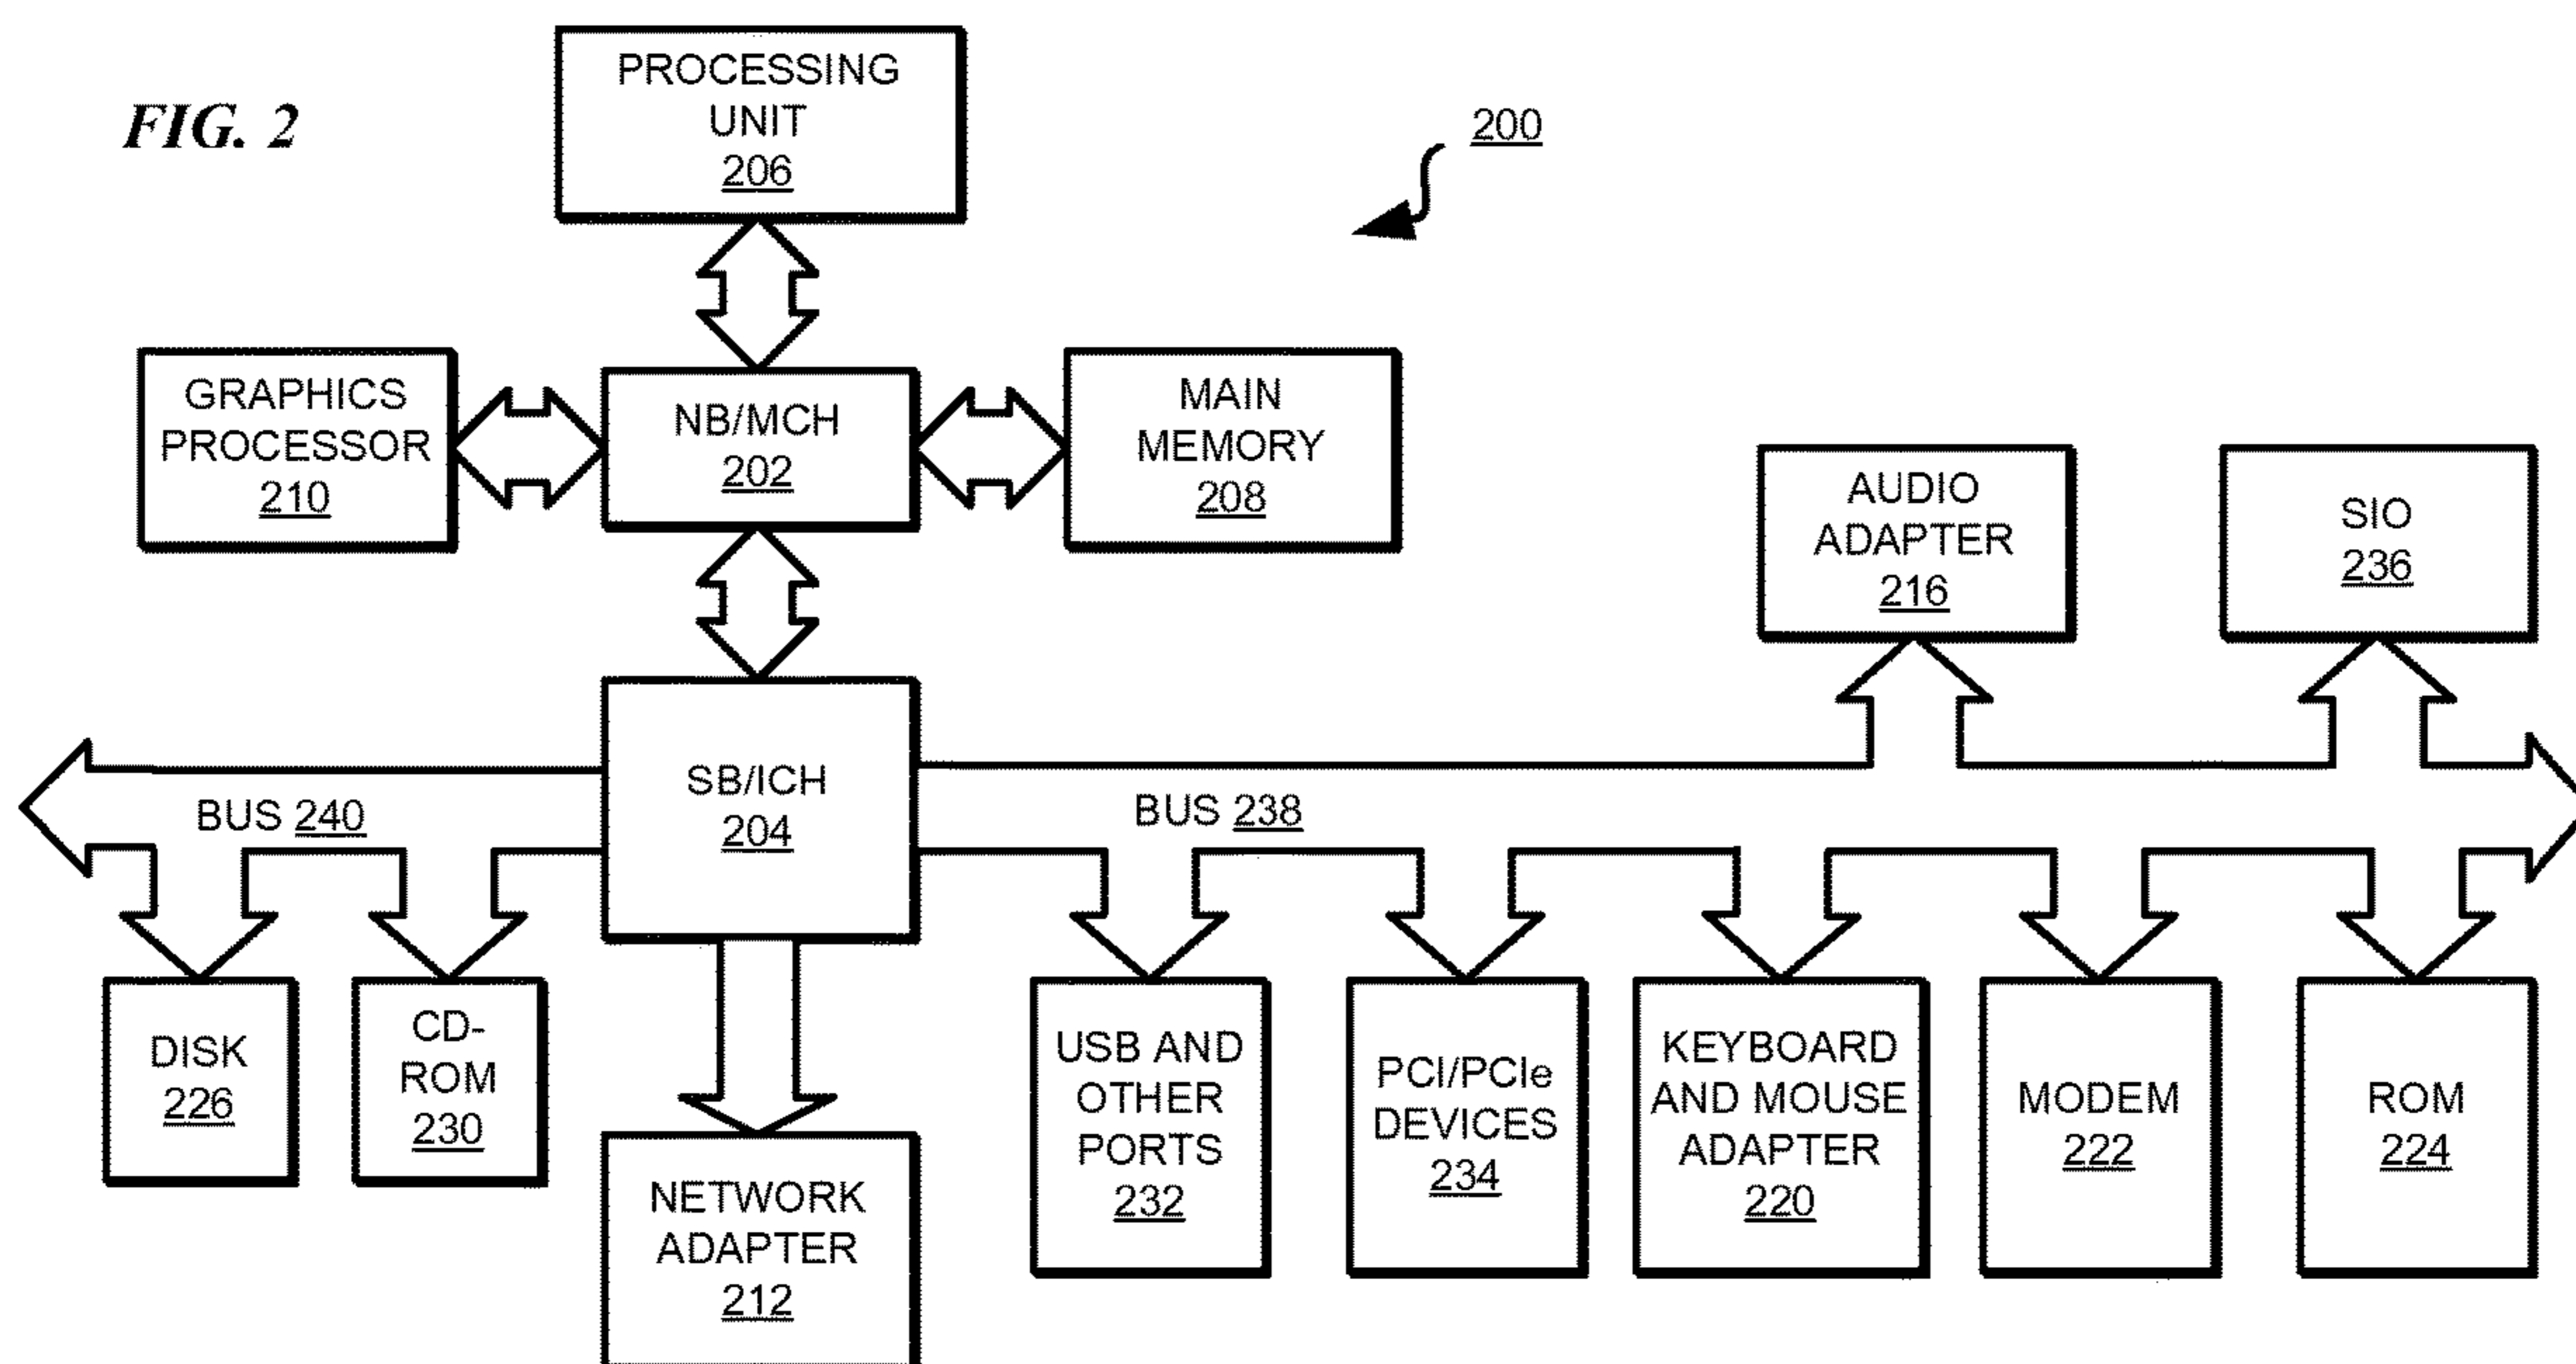 FIG. 2
PROCESSING
UNIT
206
200
GRAPHICS
PROCESSOR
210
NB/MCH
202
MAIN
MEMORY
208
AUDIO
ADAPTER
216
SIO
236
BUS 240
SB/ICH
204
BUS 238
DISK
226
CD-
ROM
230
NETWORK
ADAPTER
212
USB AND
OTHER
PORTS
232
PCI/PCIe
DEVICES
234
KEYBOARD
AND MOUSE
ADAPTER
220
MODEM
222
ROM
224